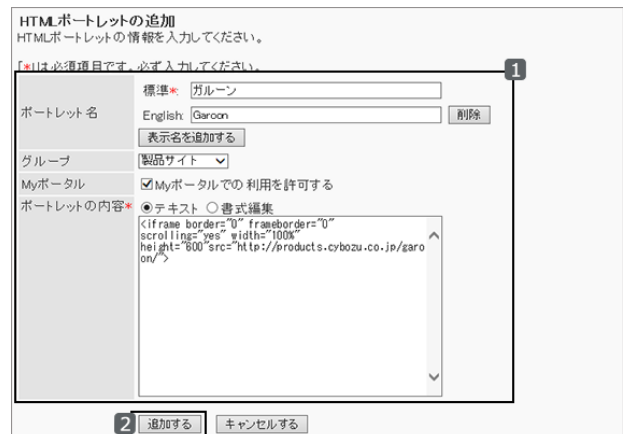 HTMLポートレットの追加
HTMLポートレットの情報を入力してください。
[*]は必須項目です。必ず入力してください。
1
ポートレット名
標準*: ガルーン
English: Garoon 削除
表示名を追加する
グループ 製品サイト
Myポータル Myポータルでの利用を許可する
ポートレットの内容* テキスト 書式編集
<iframe border="0" frameborder="0"
scrolling="yes" width="100%"
height="600"src="http://products.cybozu.co.jp/garo
on/">
2 追加する キャンセルする